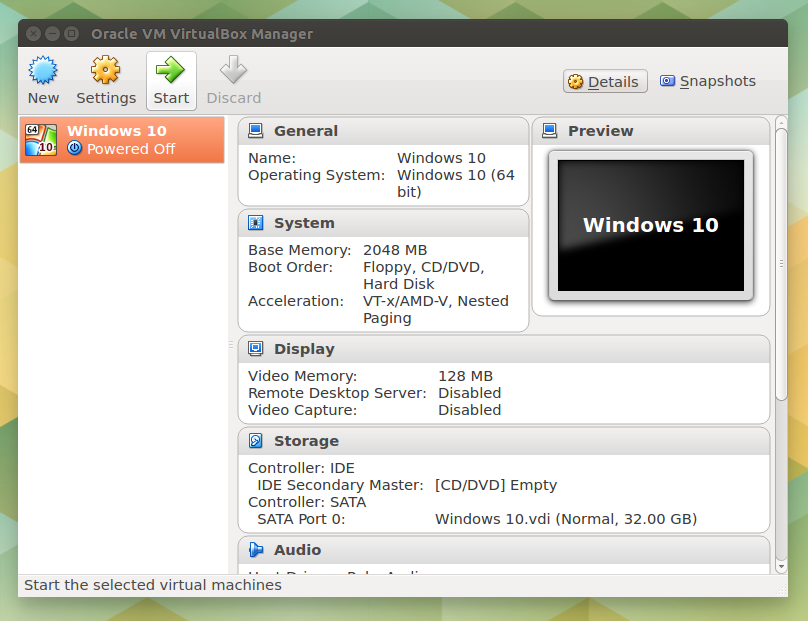 Oracle VM VirtualBox Manager
New Settings Start Discard
Details Snapshots
64 10 Windows 10
Powered Off
General
Name: Windows 10
Operating System: Windows 10 (64
bit)
Preview
Windows 10
System
Base Memory: 2048 MB
Boot Order: Floppy, CD/DVD,
Hard Disk
Acceleration: VT-x/AMD-V, Nested
Paging
Display
Video Memory: 128 MB
Remote Desktop Server: Disabled
Video Capture: Disabled
Storage
Controller: IDE
IDE Secondary Master: [CD/DVD] Empty
Controller: SATA
SATA Port 0: Windows 10.vdi (Normal, 32.00 GB)
Audio
Start the selected virtual machines